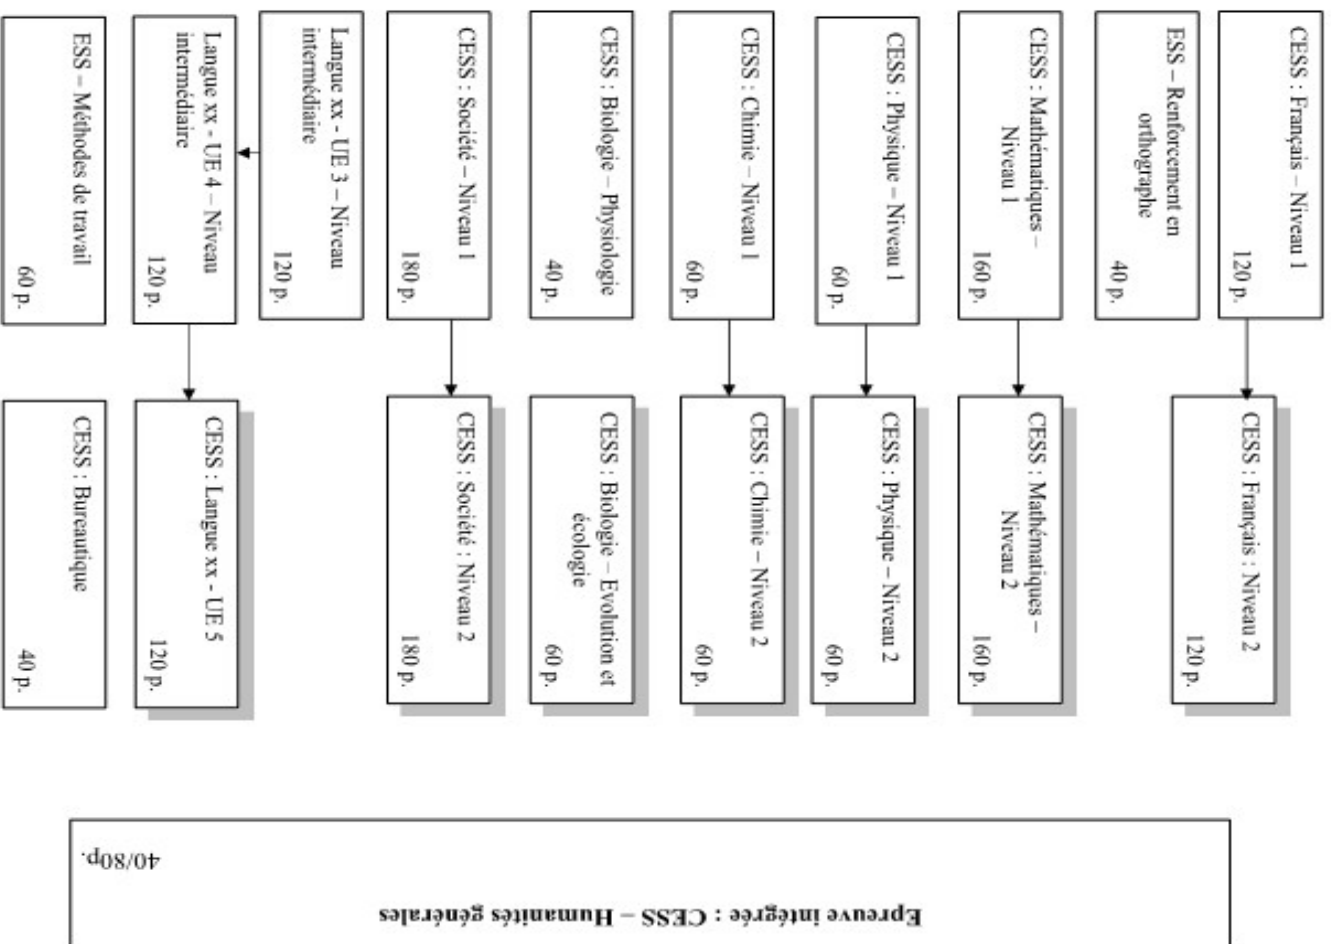 CESS : Français – Niveau 1
120 p.
CESS : Français : Niveau 2
120 p.
ESS – Renforcement en
orthographe
40 p.
CESS : Mathématiques –
Niveau 1
160 p.
CESS : Mathématiques –
Niveau 2
160 p.
CESS : Physique – Niveau 1
60 p.
CESS : Physique – Niveau 2
60 p.
CESS : Chimie – Niveau 1
60 p.
CESS : Chimie – Niveau 2
60 p.
CESS : Biologie – Physiologie
40 p.
CESS : Biologie – Evolution et
écologie
60 p.
CESS : Société – Niveau 1
180 p.
CESS : Société : Niveau 2
180 p.
Langue xx - UE 3 – Niveau
intermédiaire
120 p.
Langue xx - UE 4 – Niveau
intermédiaire
120 p.
CESS : Langue xx - UE 5
120 p.
ESS – Méthodes de travail
60 p.
CESS : Bureautique
40 p.
Epreuve intégrée : CESS – Humanités générales
40/80p.